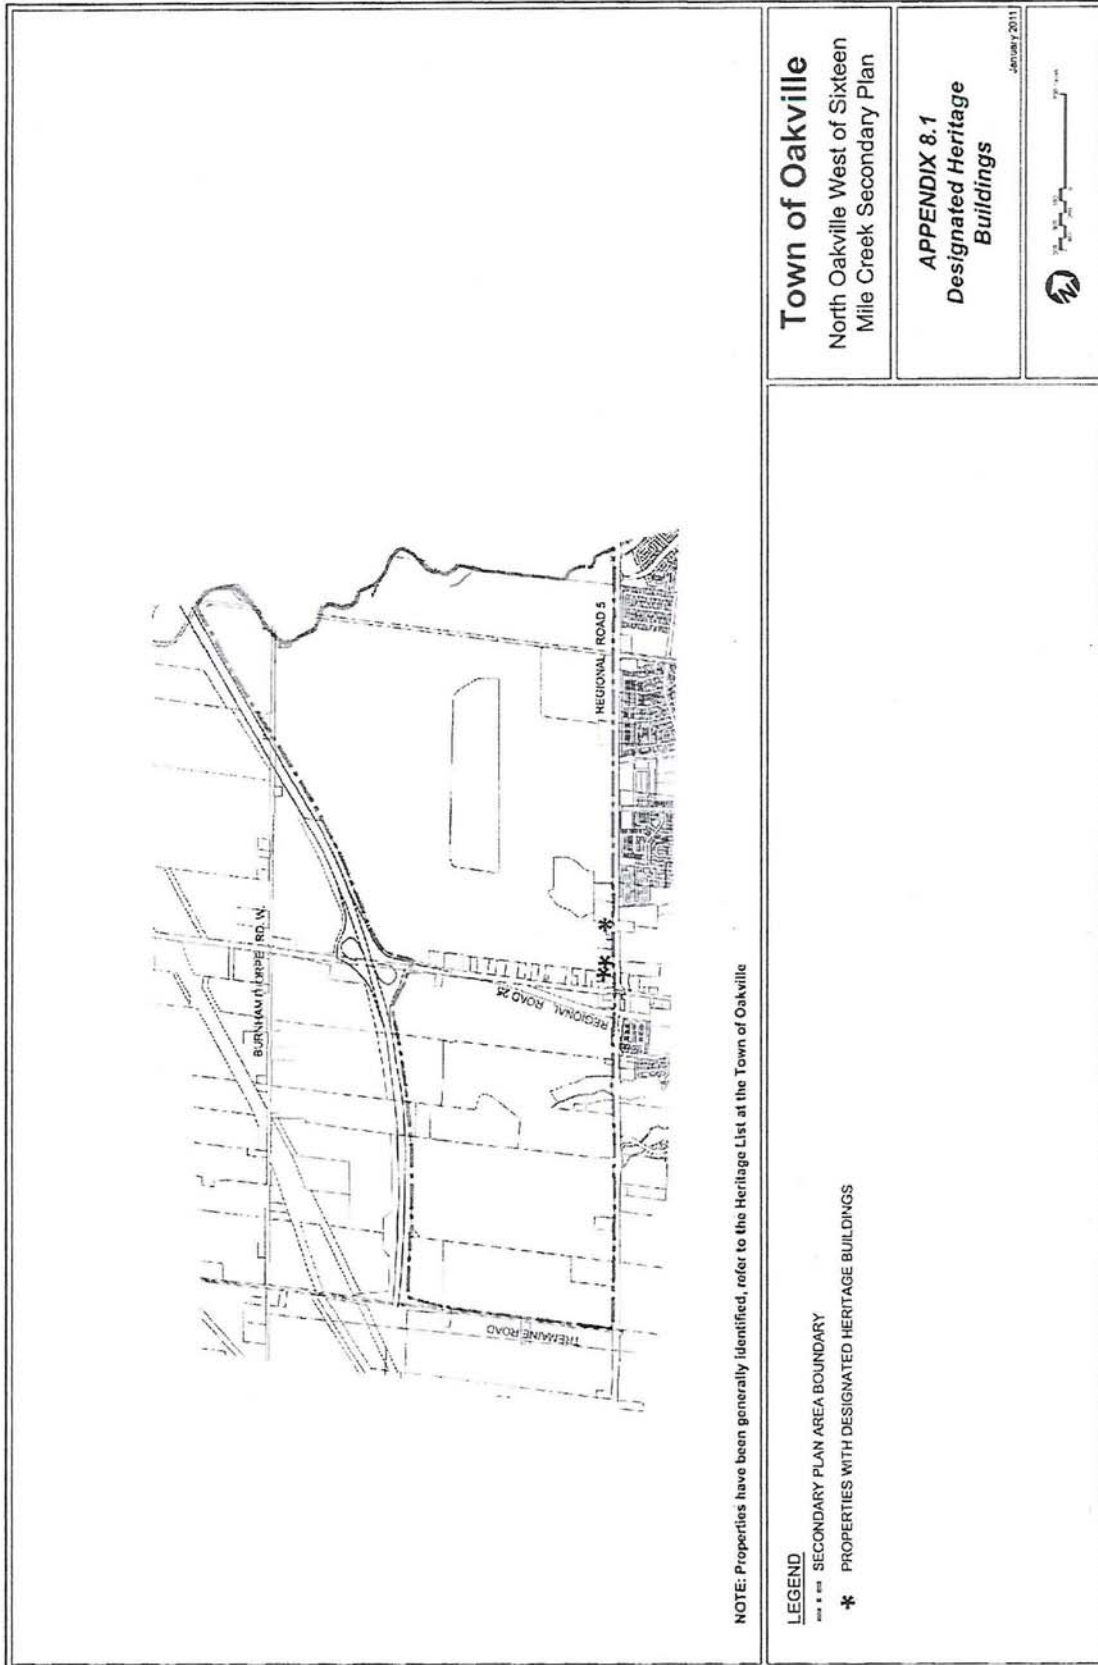 BURNHAMTHORPE RD. W.
REGIONAL ROAD 5
REGIONAL ROAD 25
TREMAINE ROAD
NOTE: Properties have been generally identified, refer to the Heritage List at the Town of Oakville
LEGEND
SECONDARY PLAN AREA BOUNDARY
PROPERTIES WITH DESIGNATED HERITAGE BUILDINGS
Town of Oakville
North Oakville West of Sixteen
Mile Creek Secondary Plan
APPENDIX 8.1
Designated Heritage
Buildings
January 2011